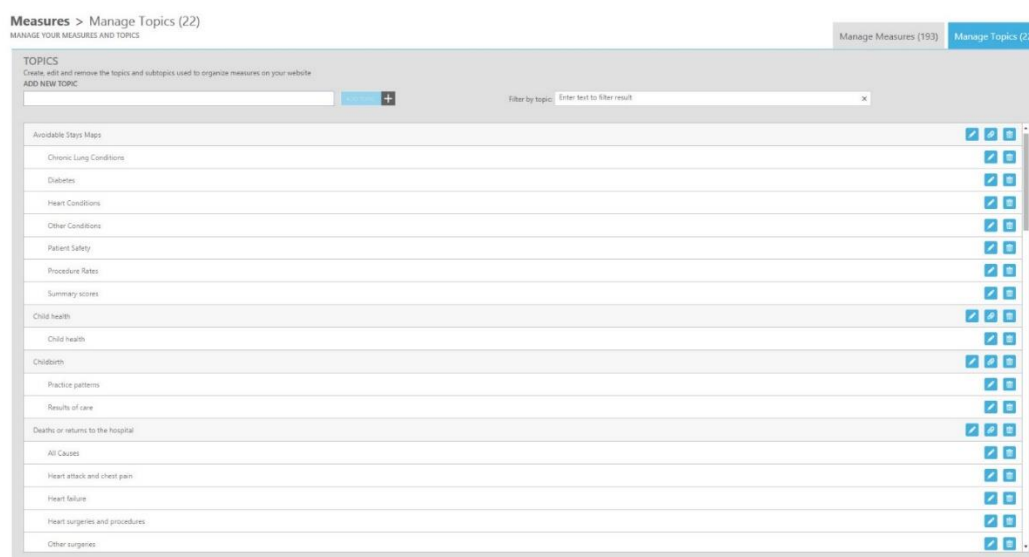 Measures > Manage Topics (22)
MANAGE YOUR MEASURES AND TOPICS
Manage Measures (193)
Manage Topics (22
TOPICS
Create, edit and remove the topics and subtopics used to organize measures on your website
ADD NEW TOPIC
Filter by topic: Enter text to filter result
Avoidable Stays Maps
Chronic Lung Conditions
Diabetes
Heart Conditions
Other Conditions
Patient Safety
Procedure Rates
Summary scores
Child health
Child health
Childbirth
Practice patterns
Results of care
Deaths or returns to the hospital
All Causes
Heart attack and chest pain
Heart failure
Heart surgeries and procedures
Other surgeries